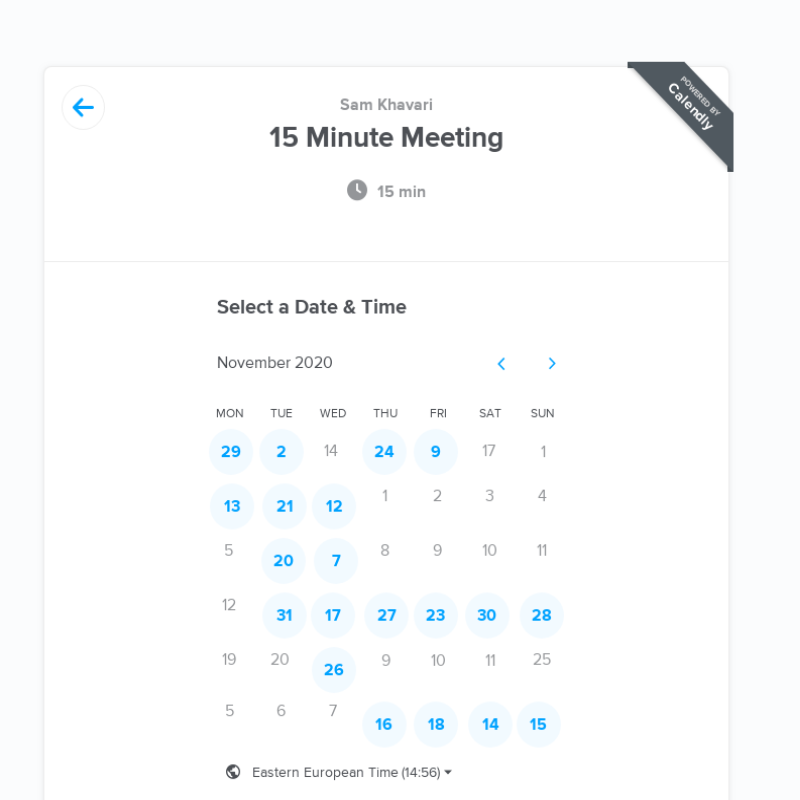 POWERED BY
Calendly
Sam Khavari
15 Minute Meeting
15 min
Select a Date & Time
November 2020
MON TUE WED THU FRI SAT SUN
29 2 14 24 9 17 1
13 21 12 1 2 3 4
5 20 7 8 9 10 11
12 31 17 27 23 30 28
19 20 26 9 10 11 25
5 6 7 16 18 14 15
Eastern European Time (14:56)